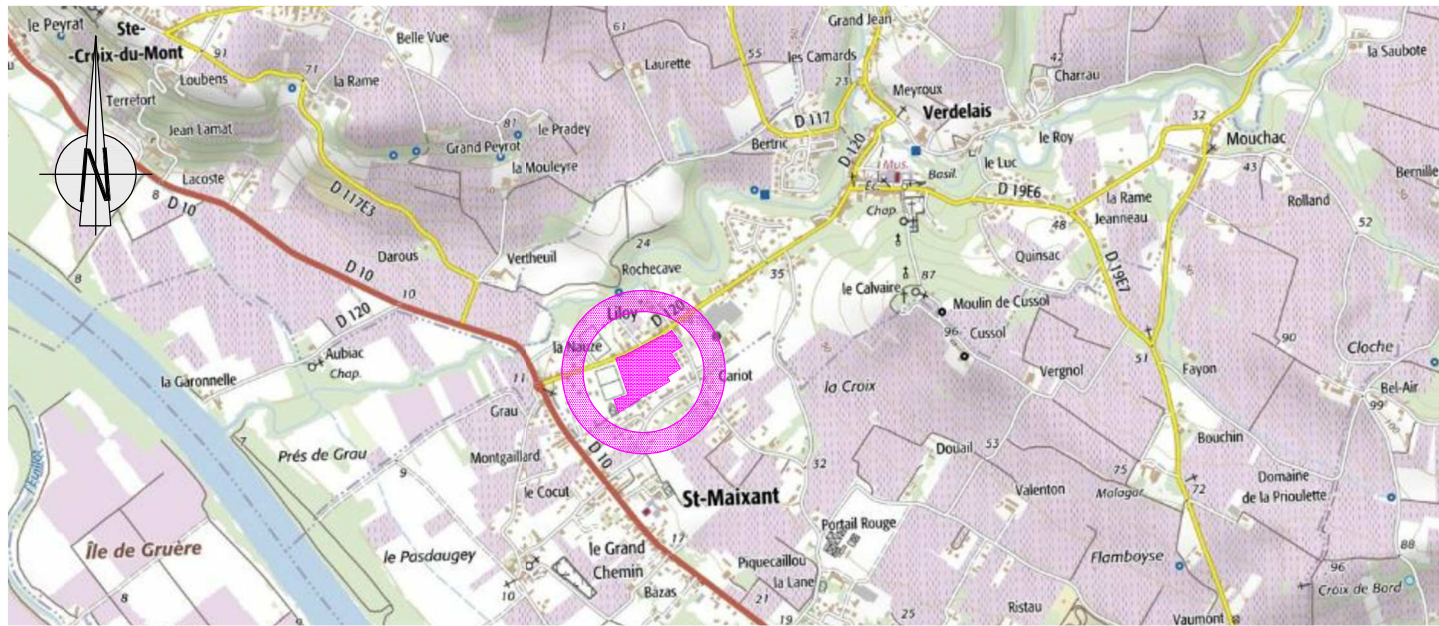 le Peyrat
Ste-
-Croix-du-Mont
91
Loubens
71
la Rame
Belle Vue
61
Laurette
55
les Camards
Grand Jean
23
Meyroux
Verdelais
42
Charrau
la Saubote
Terrefort
Jean Lamat
81
le Pradey
Grand Peyrot
la Mouleyre
D 117
Bertric
D 120
Mus.
le Roy
32
Mouchac
N
Lacoste
8
D 10
D 117E3
Éc.
Basil.
le Luc
D 19E6
43
Bernille
la Rame
Rolland
Chap.
Jeanneau
48
52
8
Darous
Vertheuil
24
Rochecave
35
Quinsac
D 19E7
le Calvaire
87
Moulin de Cussol
D 10
10
D 120
Liloy
D 120
96
Cussol
90
Cloche
la Nauze
51
Aubiac
Chap.
la Garonnelle
11
Cariot
la Croix
Vergnol
Fayon
Bel-Air
99
100
Grau
7
Prés de Grau
Montgaillard
D 10
Douail
53
Bouchin
9
32
le Cocut
St-Maixant
Valenton
75
Malagar
72
Domaine
de la Prioulette
Portail Rouge
Île de Gruère
le Pasdaugey
le Grand
Chemin
17
Piquecaillou
la Lane
Flamboyse
88
96
Croix de Bord
8
10
Bazas
21
19
25
Ristau
Vaumont